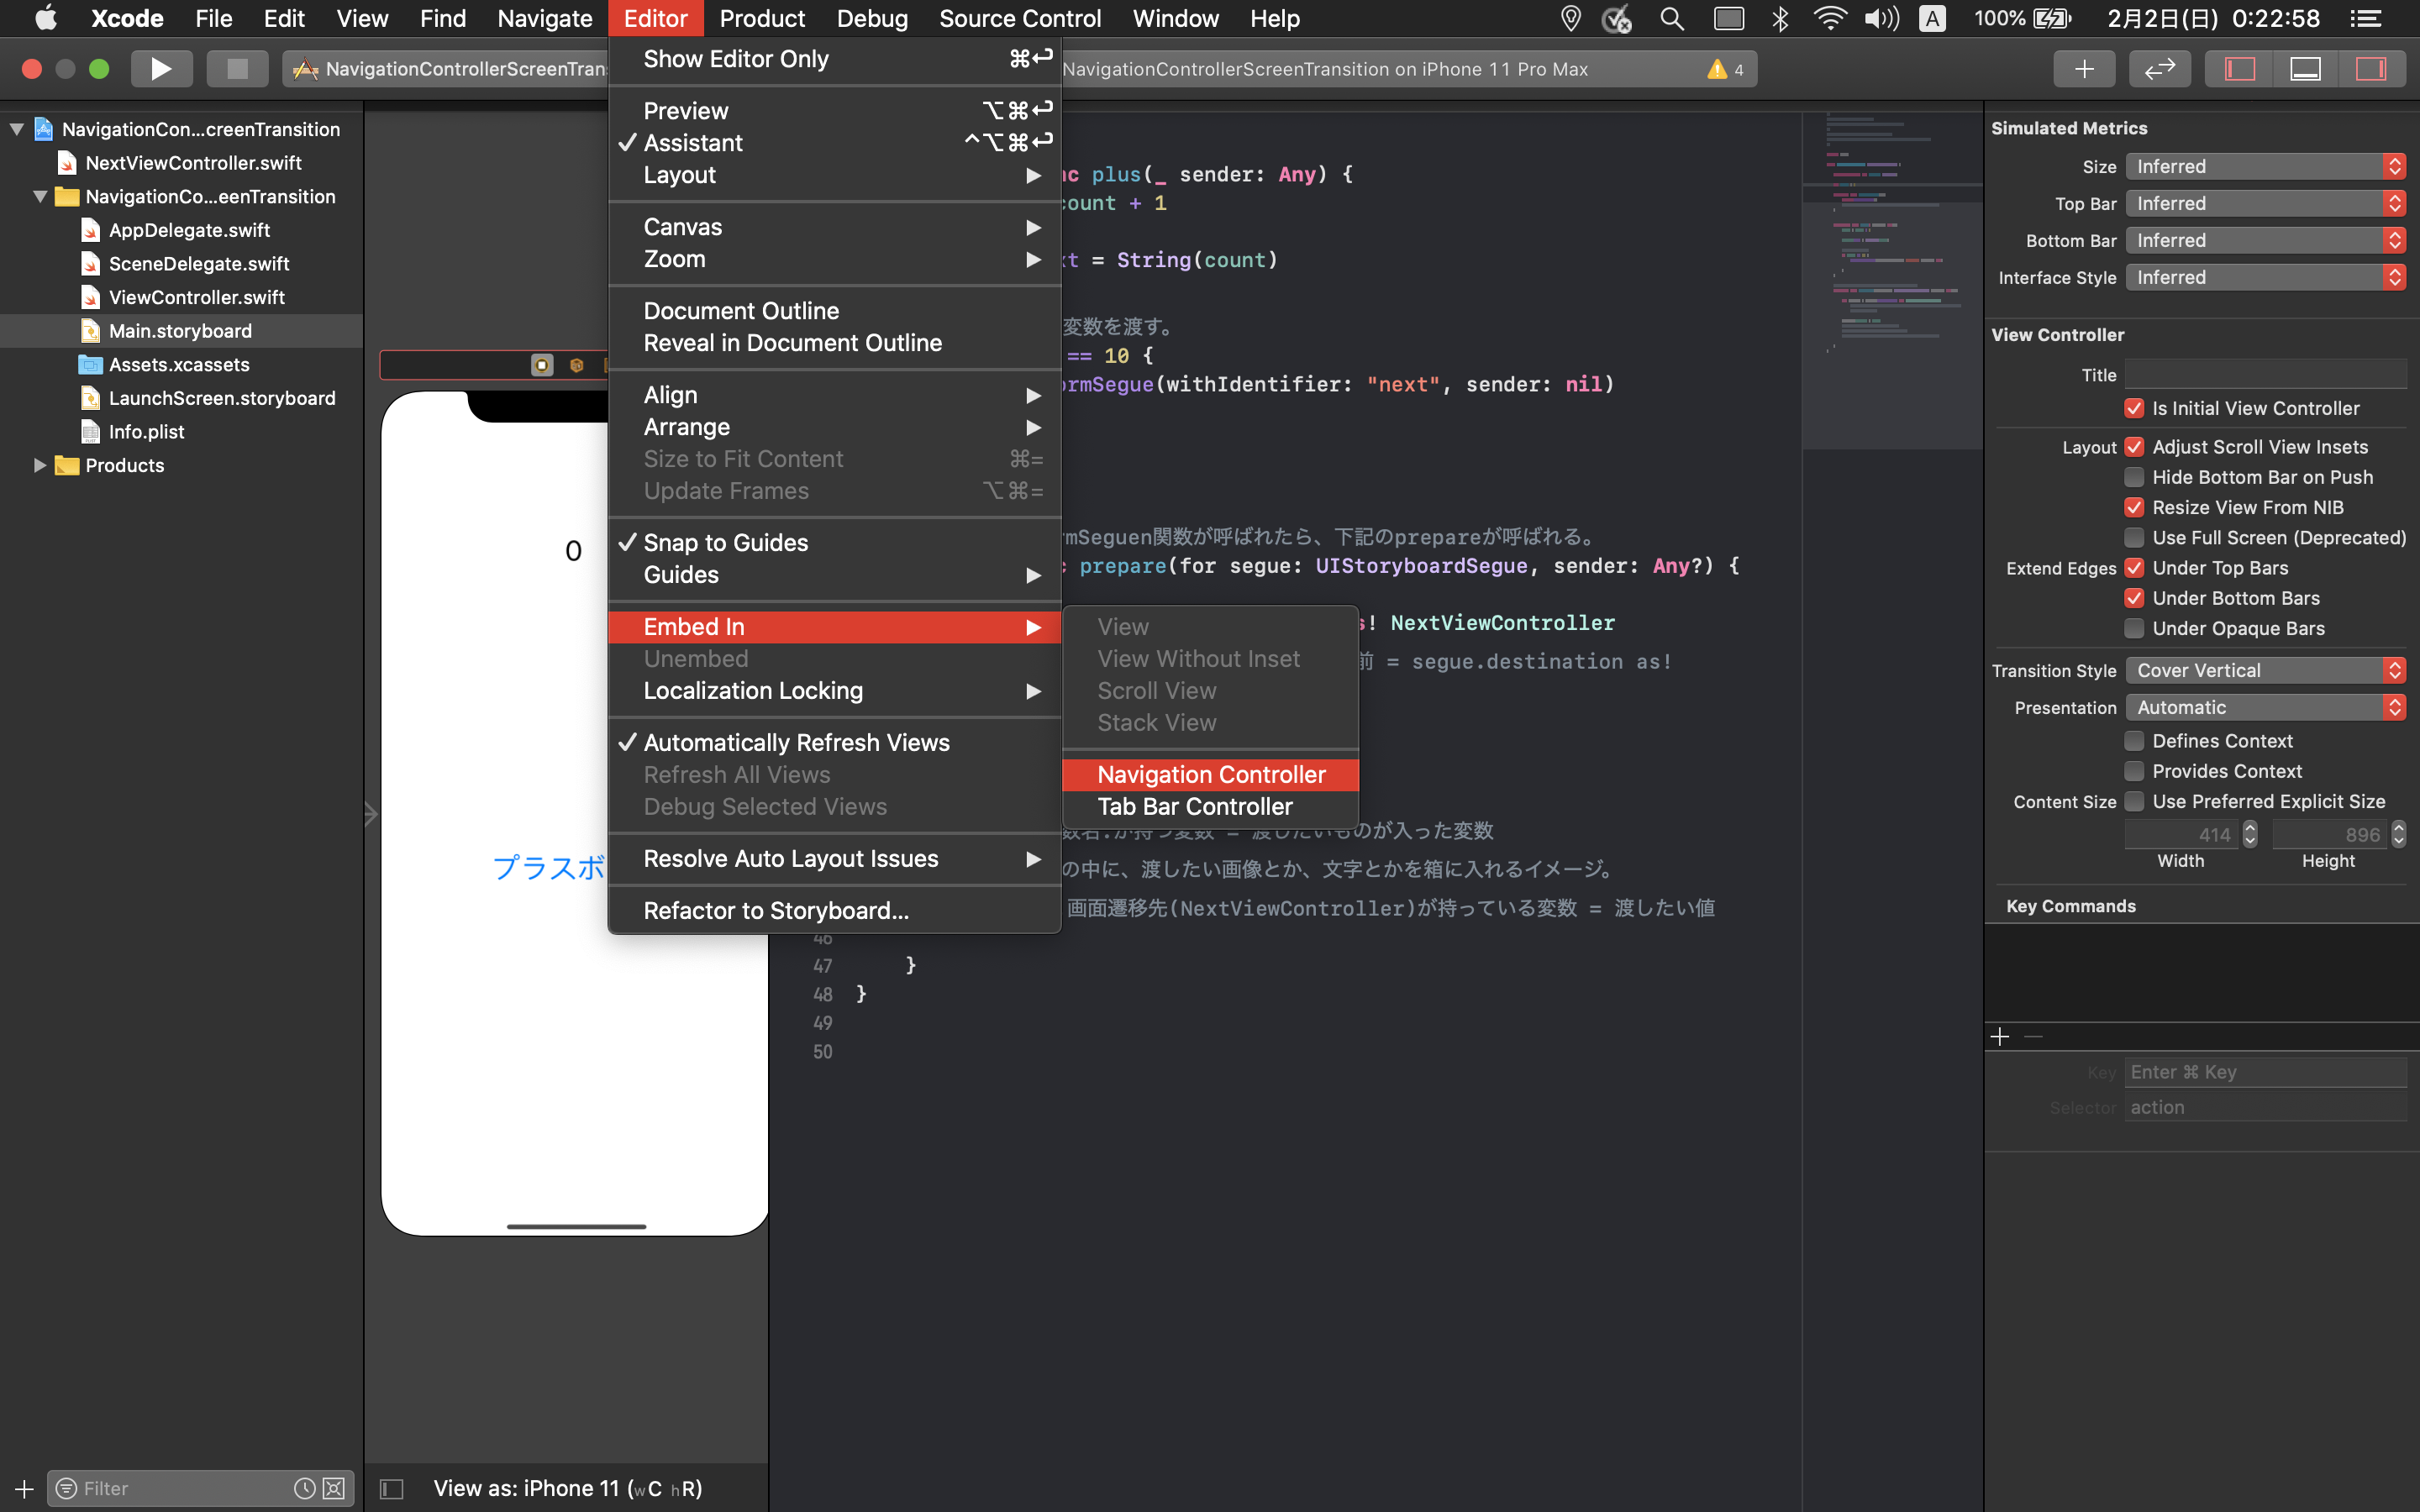 Xcode File Edit View Find Navigate Editor Product Debug Source Control Window Help A 100% 2月2日(日) 0:22:58
NavigationControllerScreenTran
NavigationControllerScreenTransition on iPhone 11 Pro Max 4
NavigationCon...creenTransition
NextViewController.swift
NavigationCo...eenTransition
AppDelegate.swift
SceneDelegate.swift
ViewController.swift
Main.storyboard
Assets.xcassets
LaunchScreen.storyboard
Info.plist
Products
Filter
0
プラスボ
View as: iPhone 11 (wC hR)
Show Editor Only ⌘↩
Preview ⌥⌘↩
✓ Assistant ^⌥⌘↩
Layout ▶
Canvas ▶
Zoom ▶
Document Outline
Reveal in Document Outline
Align ▶
Arrange ▶
Size to Fit Content ⌘=
Update Frames ⌥⌘=
✓ Snap to Guides
Guides ▶
Embed In ▶
Unembed
Localization Locking ▶
✓ Automatically Refresh Views
Refresh All Views
Debug Selected Views
Resolve Auto Layout Issues ▶
Refactor to Storyboard...
View
View Without Inset
Scroll View
Stack View
Navigation Controller
Tab Bar Controller
nc plus(_ sender: Any) {
count + 1
xt = String(count)
変数を渡す。
== 10 {
ormSegue(withIdentifier: "next", sender: nil)
rmSeguen関数が呼ばれたら、下記のprepareが呼ばれる。
c prepare(for segue: UIStoryboardSegue, sender: Any?) {
s! NextViewController
前 = segue.destination as!
数名.が持つ変数 = 渡したいものが入った変数
の中に、渡したい画像とか、文字とかを箱に入れるイメージ。
画面遷移先(NextViewController)が持っている変数 = 渡したい値
46
47 }
48 }
49
50
Simulated Metrics
Size Inferred
Top Bar Inferred
Bottom Bar Inferred
Interface Style Inferred
View Controller
Title
Is Initial View Controller
Layout Adjust Scroll View Insets
Hide Bottom Bar on Push
Resize View From NIB
Use Full Screen (Deprecated)
Extend Edges Under Top Bars
Under Bottom Bars
Under Opaque Bars
Transition Style Cover Vertical
Presentation Automatic
Defines Context
Provides Context
Content Size Use Preferred Explicit Size
414 896
Width Height
Key Commands
Key Enter ⌘ Key
Selector action